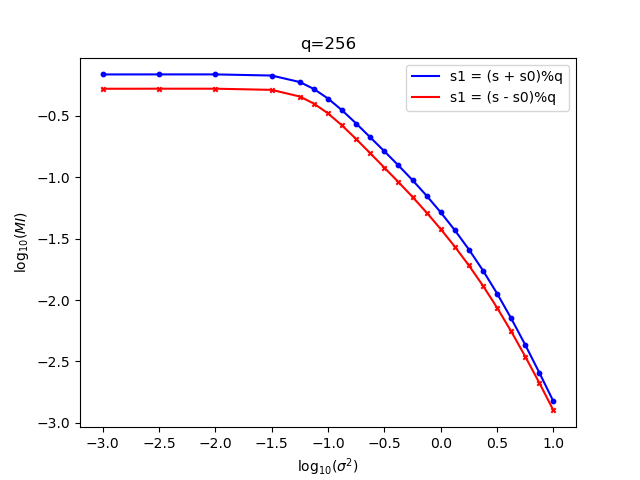 q=256
s1 = (s + s0)%q
s1 = (s - s0)%q
log₁₀(MI)
−0.5
−1.0
−1.5
−2.0
−2.5
−3.0
−3.0 −2.5 −2.0 −1.5 −1.0 −0.5 0.0 0.5 1.0
log₁₀(σ²)